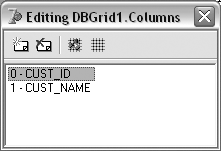 Editing DBGrid1.Columns
0 - CUST_ID
1 - CUST_NAME